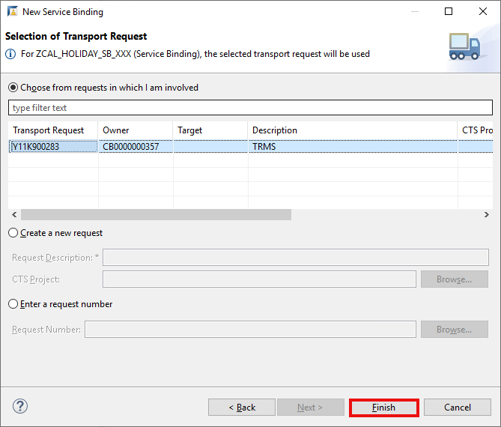 New Service Binding
Selection of Transport Request
For ZCAL_HOLIDAY_SB_XXX (Service Binding), the selected transport request will be used
Choose from requests in which I am involved
type filter text
Transport Request Owner Target Description CTS Pro
Y11K900283 CB0000000357 TRMS
Create a new request
Request Description: *
CTS Project: Browse...
Enter a request number
Request Number: Browse...
< Back Next > Finish Cancel